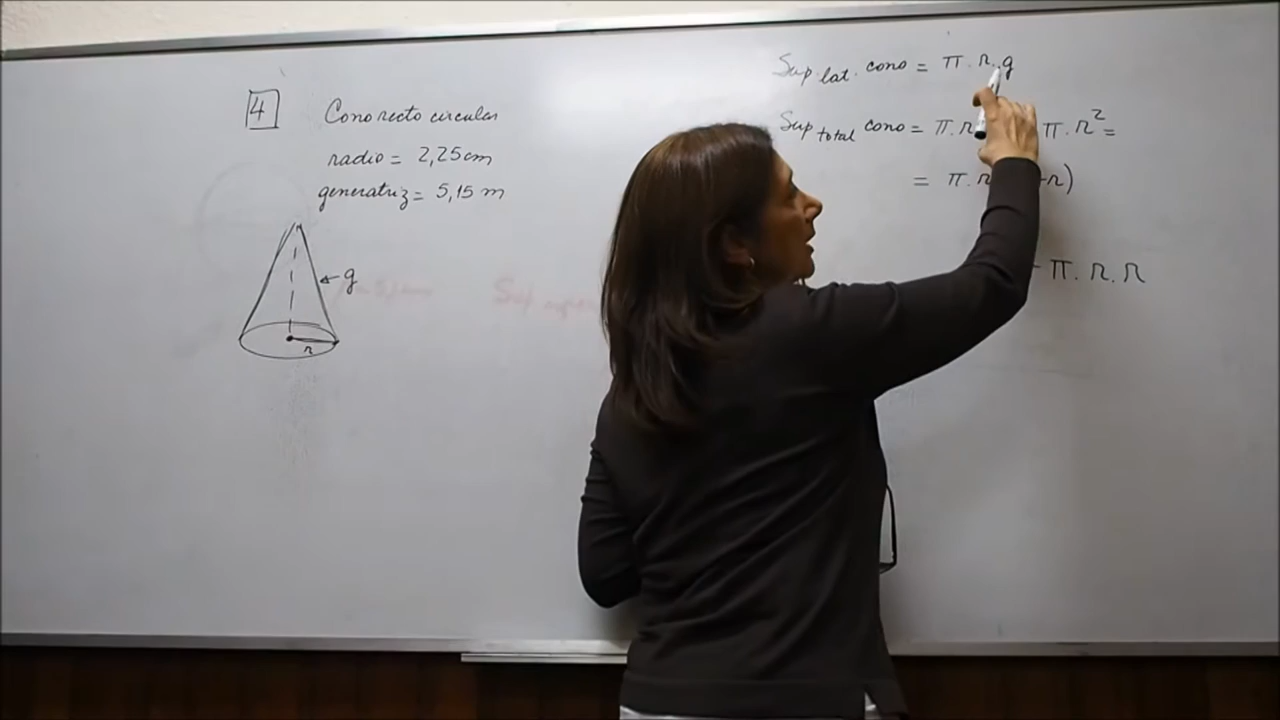 4 Cono recto circular
radio = 2,25 cm
generatriz = 5,15 m
g
r
Sup. lat. cono = π . r . g
Sup total cono = π . r π . r² =
= π . r r)
π . r . r